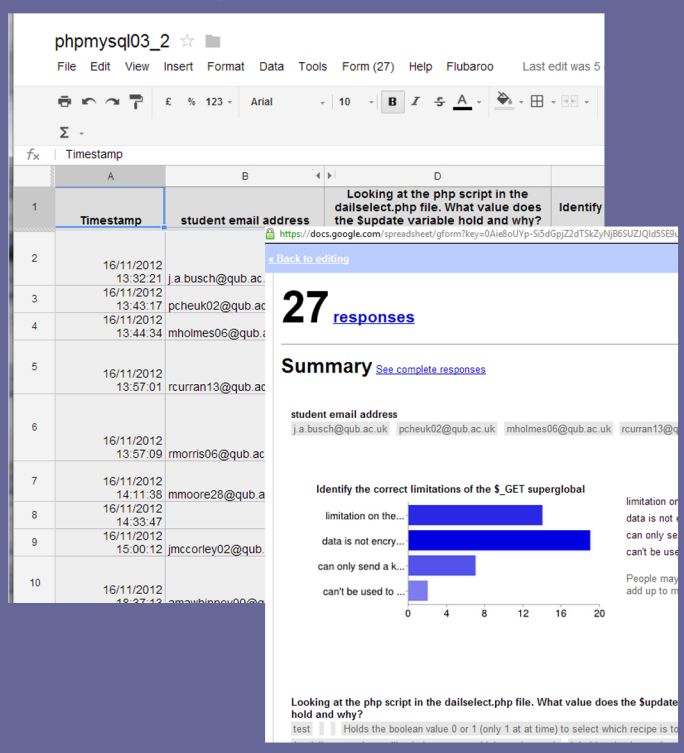 phpmysql03_2
File Edit View Insert Format Data Tools Form (27) Help Flubaroo Last edit was 5
£ % 123 Arial 10 B I S A
Σ
fx Timestamp
A B D
1 Timestamp student email address Looking at the php script in the
dailselect.php file. What value does
the $update variable hold and why? Identify
2 16/11/2012
13:32:21 j.a.busch@qub.ac.
3 16/11/2012
13:43:17 pcheuk02@qub.ac
4 16/11/2012
13:44:34 mholmes06@qub.a
5 16/11/2012
13:57:01 rcurran13@qub.ac
6 16/11/2012
13:57:09 rmorris06@qub.ac
7 16/11/2012
14:11:38 mmoore28@qub.a
8 16/11/2012
14:33:47
9 16/11/2012
15:00:12 jmccorley02@qub.
10 16/11/2012
18:37:13
« Back to editing
27 responses
Summary See complete responses
student email address
j.a.busch@qub.ac.uk pcheuk02@qub.ac.uk mholmes06@qub.ac.uk rcurran13@q
Identify the correct limitations of the $_GET superglobal
limitation on the...
data is not encry...
can only send a k...
can't be used to ...
0 4 8 12 16 20
limitation on
data is not e
can only se
can't be use
People may
add up to m
Looking at the php script in the dailselect.php file. What value does the $update
hold and why?
test Holds the boolean value 0 or 1 (only 1 at at time) to select which recipe is to